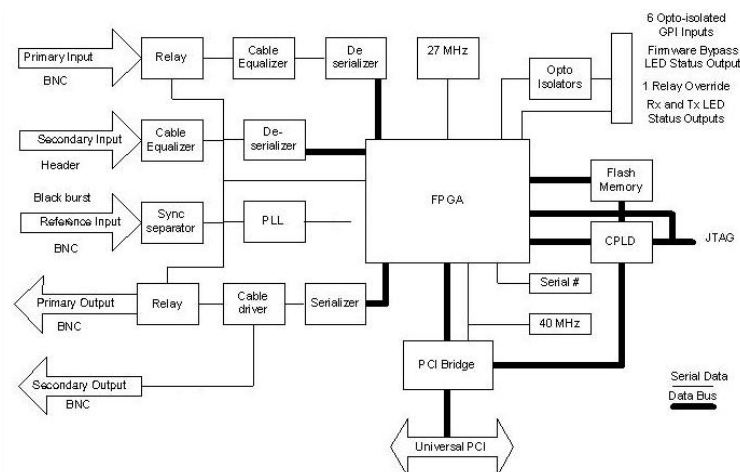 6 Opto-isolated
GPI Inputs
Firmware Bypass
LED Status Output
1 Relay Override
Rx and Tx LED
Status Outputs
Primary Input
BNC
Relay
Cable
Equalizer
De
serializer
27 MHz
Opto
Isolators
Secondary Input
Header
Cable
Equalizer
De-
serializer
FPGA
Flash
Memory
Black burst
Reference Input
BNC
Sync
separator
PLL
CPLD
JTAG
Primary Output
BNC
Relay
Cable
driver
Serializer
Serial #
40 MHz
Secondary Output
BNC
PCI Bridge
Serial Data
Data Bus
Universal PCI